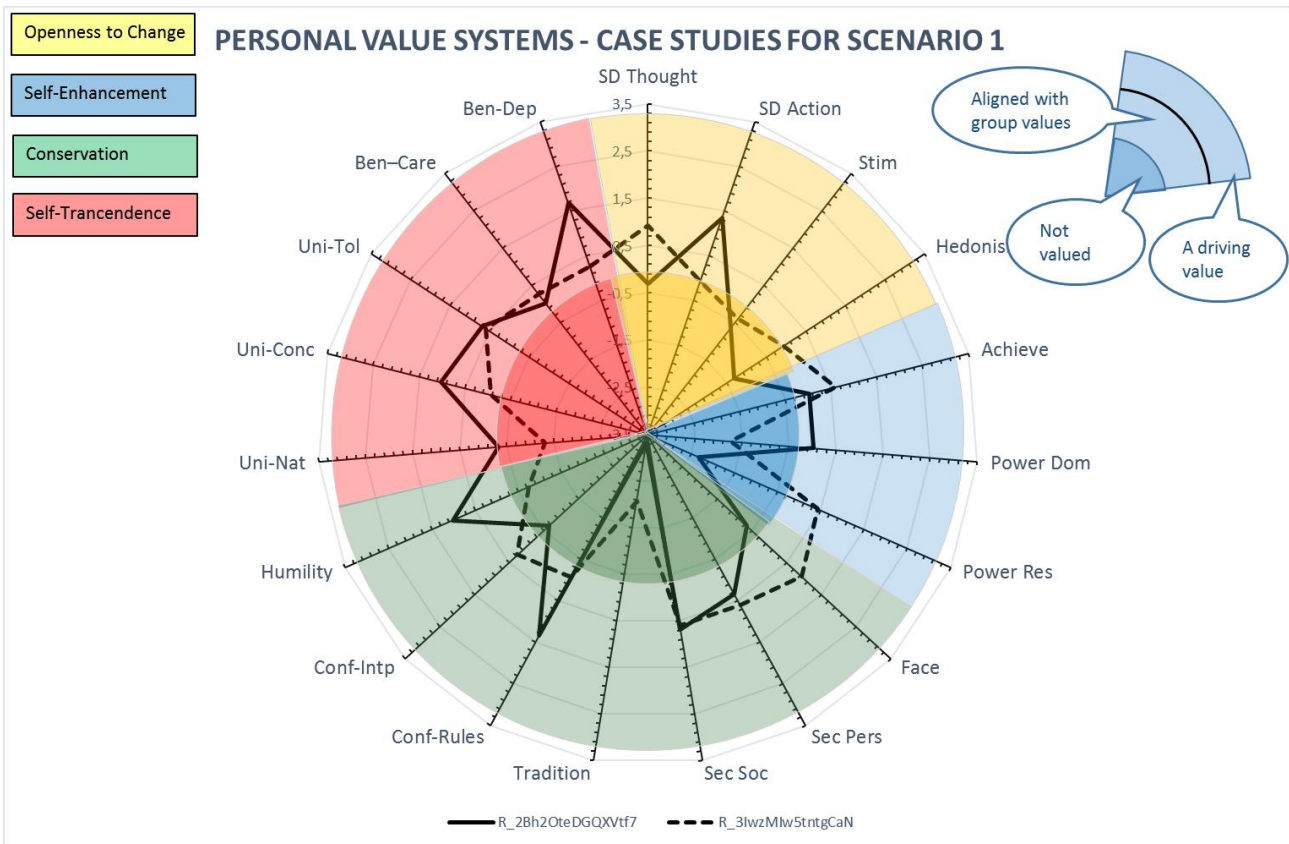 Openness to Change
Self-Enhancement
Conservation
Self-Trancendence
PERSONAL VALUE SYSTEMS - CASE STUDIES FOR SCENARIO 1
Aligned with
group values
Not
valued
A driving
value
SD Thought
SD Action
Stim
Hedonis
Achieve
Power Dom
Power Res
Face
Sec Pers
Sec Soc
Tradition
Conf-Rules
Conf-Intp
Humility
Uni-Nat
Uni-Conc
Uni-Tol
Ben–Care
Ben-Dep
3,5
2,5
1,5
-0,5
R_2Bh2OteDGQXVtf7